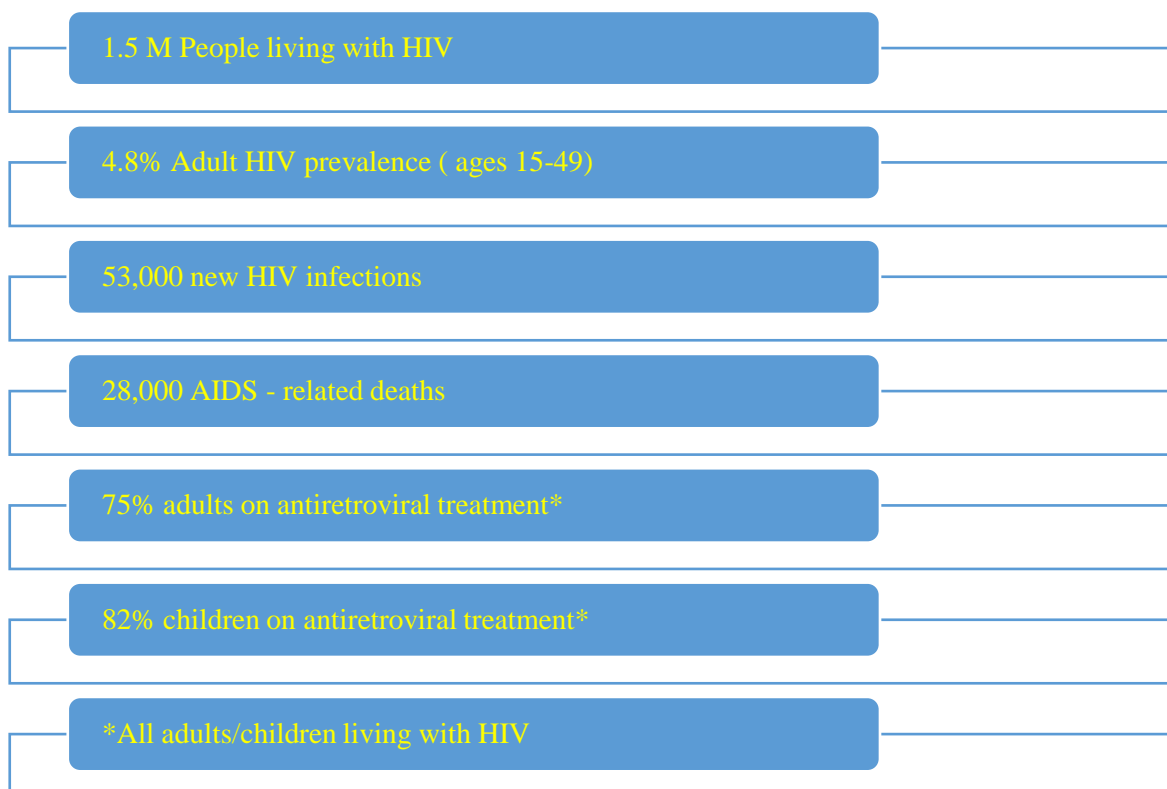 1.5 M People living with HIV
4.8% Adult HIV prevalence ( ages 15-49)
53,000 new HIV infections
28,000 AIDS - related deaths
75% adults on antiretroviral treatment*
82% children on antiretroviral treatment*
*All adults/children living with HIV